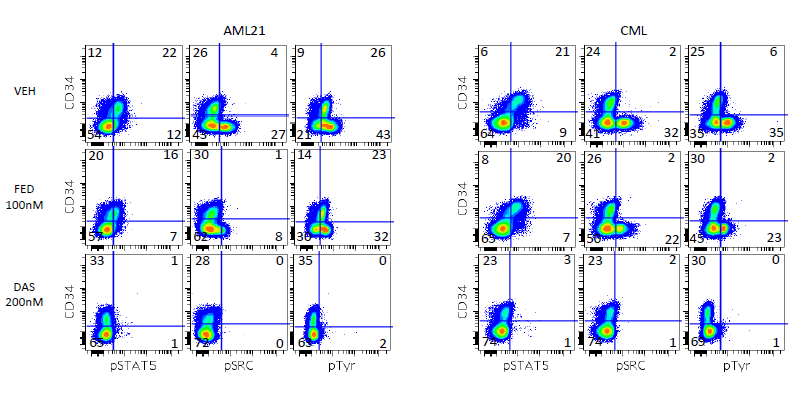 AML21 CML
12 22 26 4 9 26 6 21 24 2 25 6
VEH CD34 CD34
54 12 43 27 21 43 64 9 41 32 35 35
20 16 30 1 14 23 8 20 26 2 30 2
FED
100nM
CD34 CD34
57 7 62 8 30 32 65 7 50 22 45 23
33 1 28 0 35 0 23 3 23 2 30 0
DAS
200nM
CD34 CD34
65 1 72 0 63 2 74 1 74 1 69 1
pSTAT5 pSRC pTyr pSTAT5 pSRC pTyr